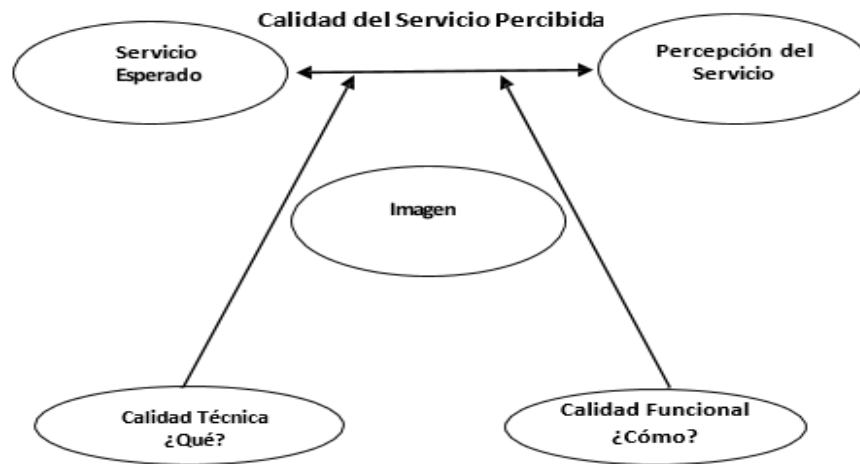 Calidad del Servicio Percibida
Servicio
Esperado
Percepción del
Servicio
Imagen
Calidad Técnica
¿Qué?
Calidad Funcional
¿Cómo?